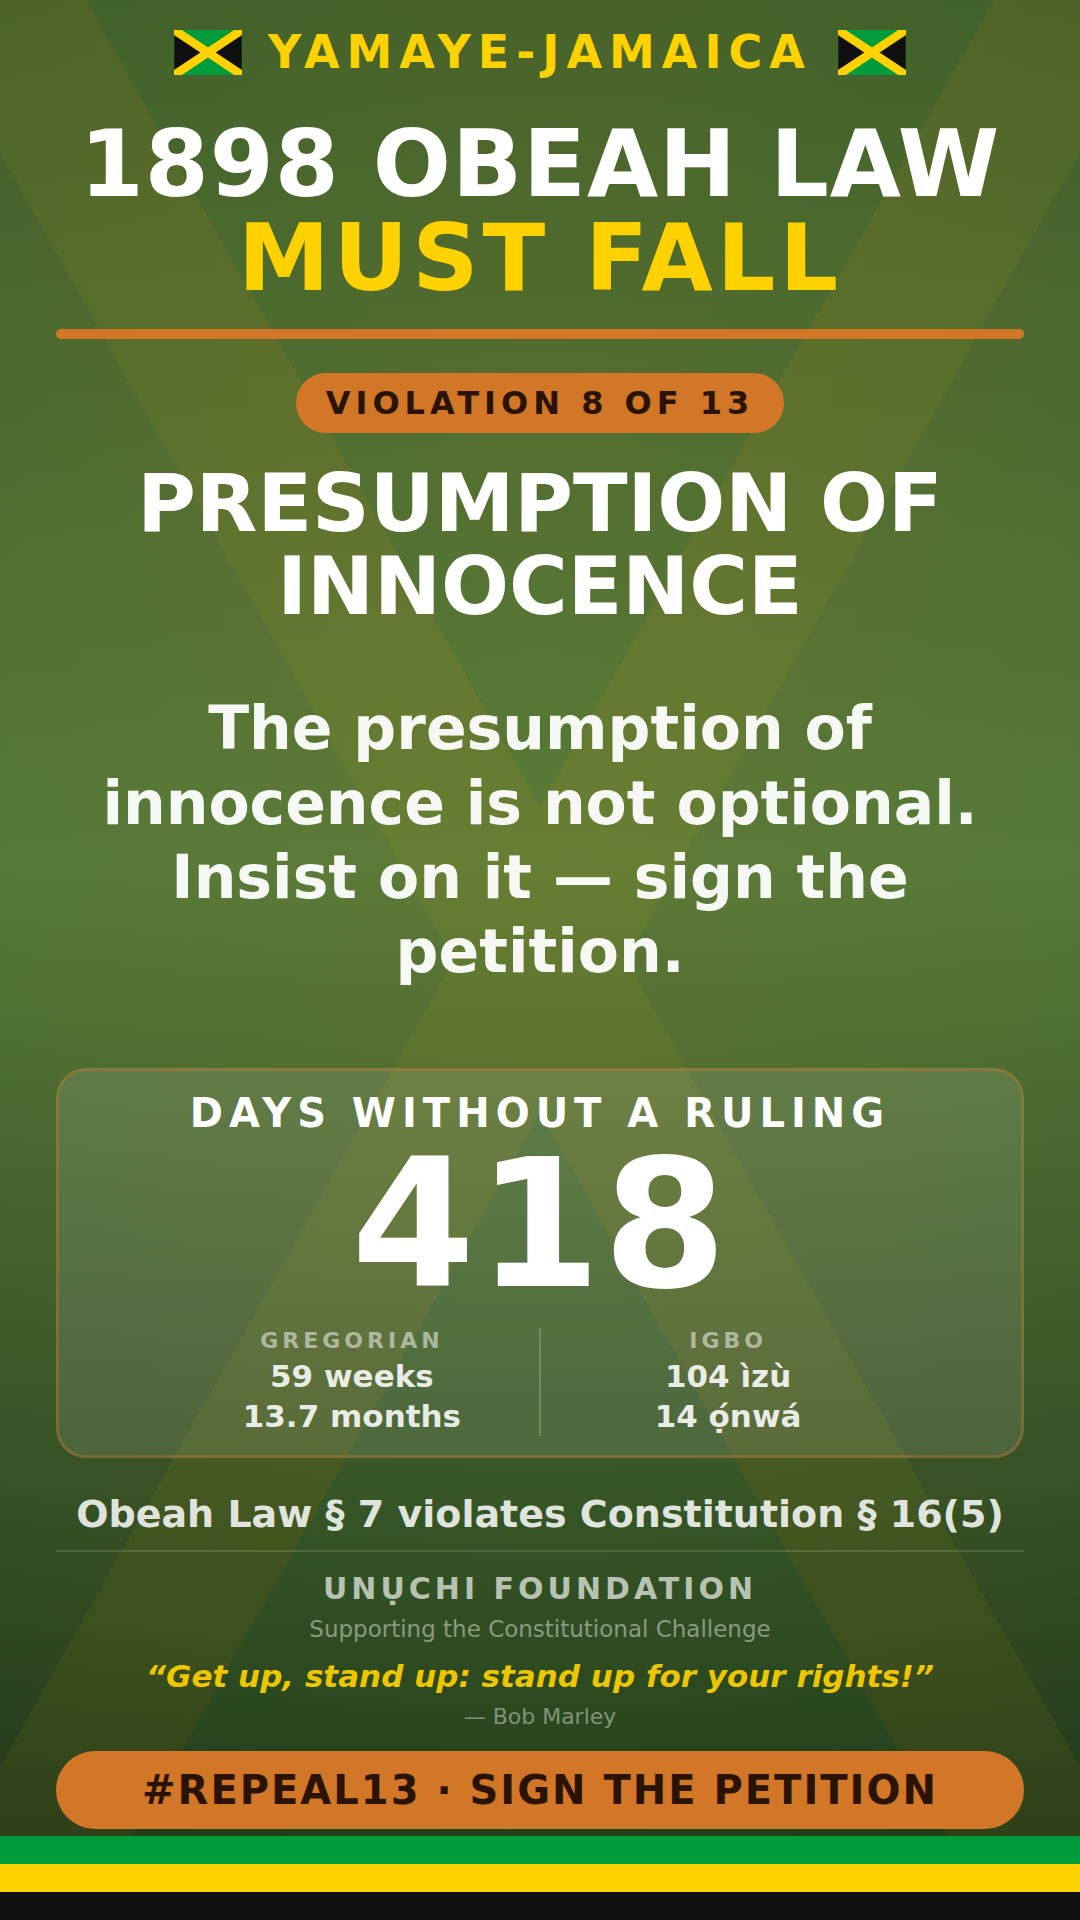 YAMAYE-JAMAICA
1898 OBEAH LAW
MUST FALL
VIOLATION 8 OF 13
PRESUMPTION OF
INNOCENCE
The presumption of
innocence is not optional.
Insist on it — sign the
petition.
DAYS WITHOUT A RULING
418
GREGORIAN
59 weeks
13.7 months
IGBO
104 ìzù
14 ọ́nwá
Obeah Law § 7 violates Constitution § 16(5)
UNỤCHI FOUNDATION
Supporting the Constitutional Challenge
“Get up, stand up: stand up for your rights!”
— Bob Marley
#REPEAL13 · SIGN THE PETITION